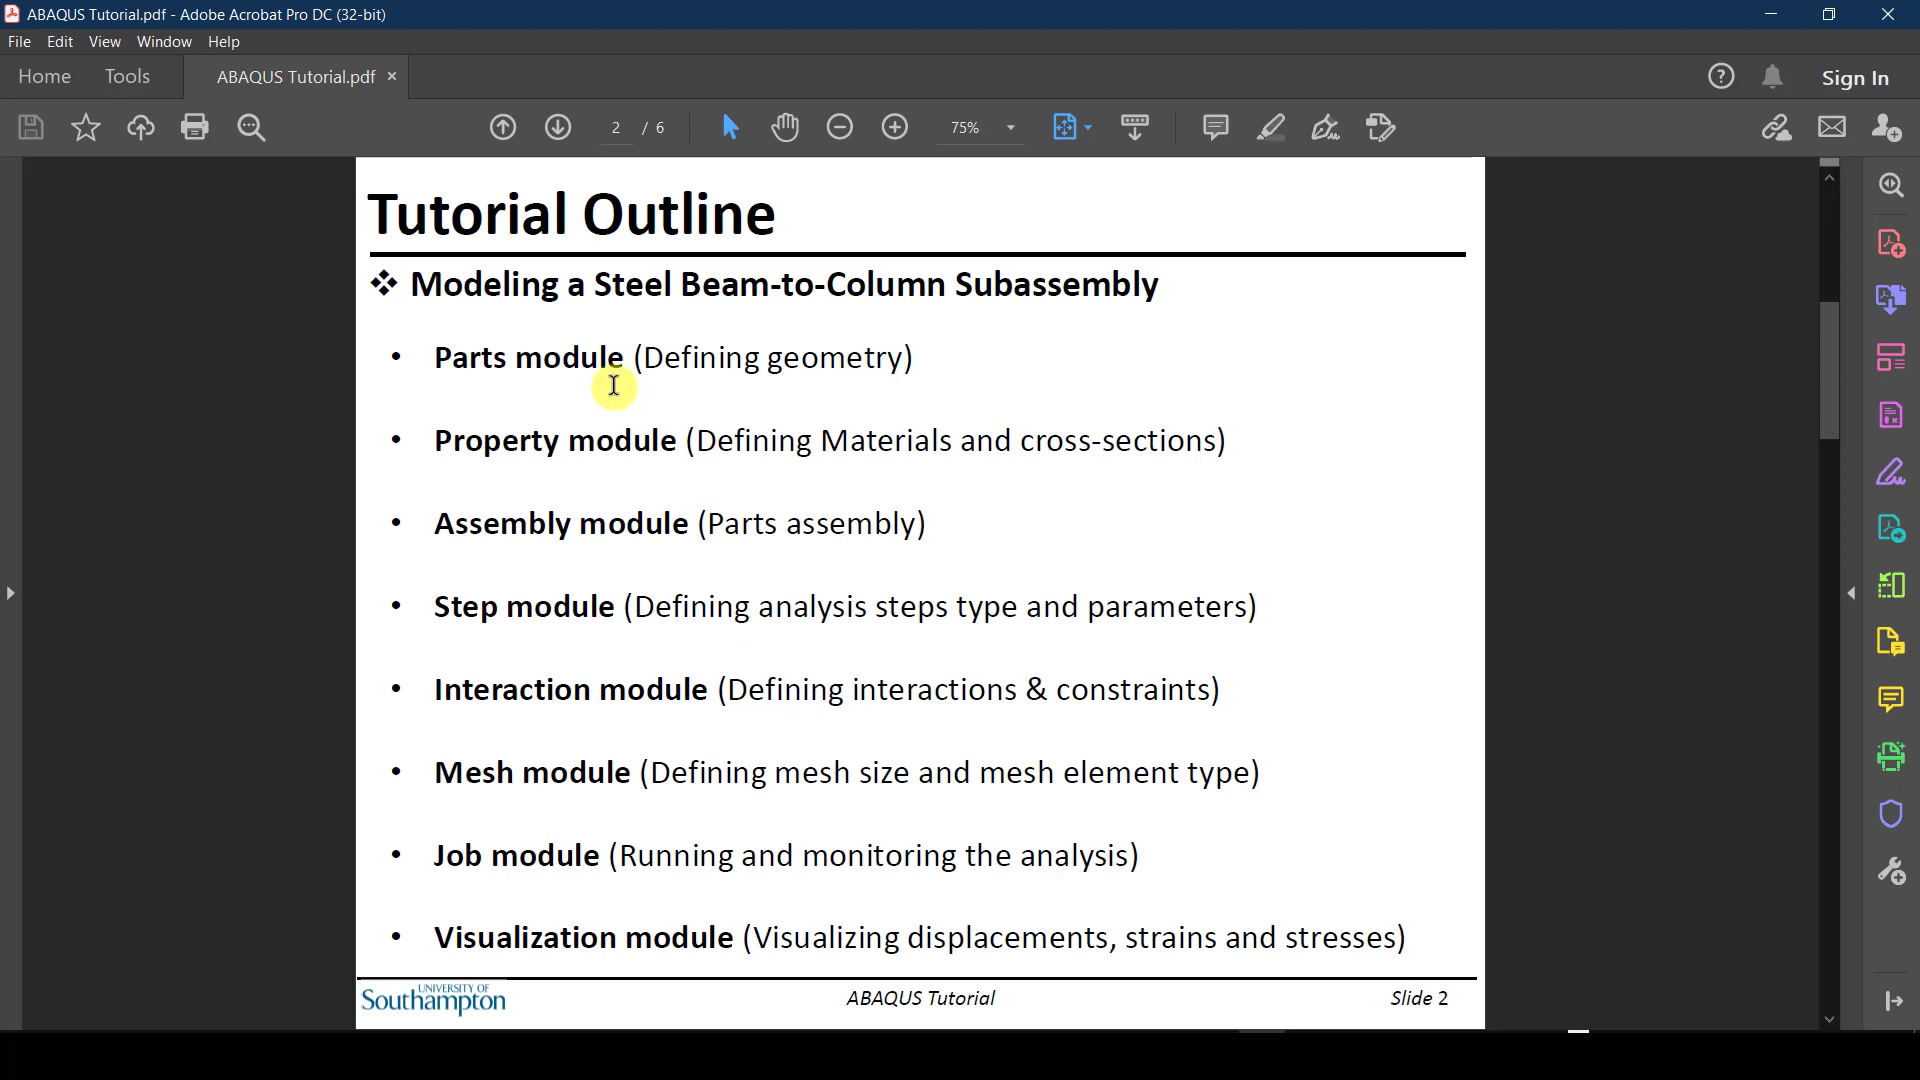 ABAQUS Tutorial.pdf - Adobe Acrobat Pro DC (32-bit)
File Edit View Window Help
Home Tools ABAQUS Tutorial.pdf × Sign In
2 / 6 75%
Tutorial Outline
❖ Modeling a Steel Beam-to-Column Subassembly
• Parts module (Defining geometry)
• Property module (Defining Materials and cross-sections)
• Assembly module (Parts assembly)
• Step module (Defining analysis steps type and parameters)
• Interaction module (Defining interactions & constraints)
• Mesh module (Defining mesh size and mesh element type)
• Job module (Running and monitoring the analysis)
• Visualization module (Visualizing displacements, strains and stresses)
UNIVERSITY OF
Southampton
ABAQUS Tutorial
Slide 2